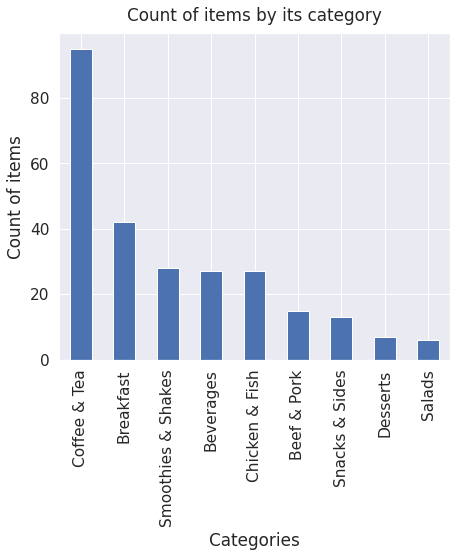 Count of items by its category
Count of items
80
60
40
20
0
Coffee & Tea
Breakfast
Smoothies & Shakes
Beverages
Chicken & Fish
Beef & Pork
Snacks & Sides
Desserts
Salads
Categories